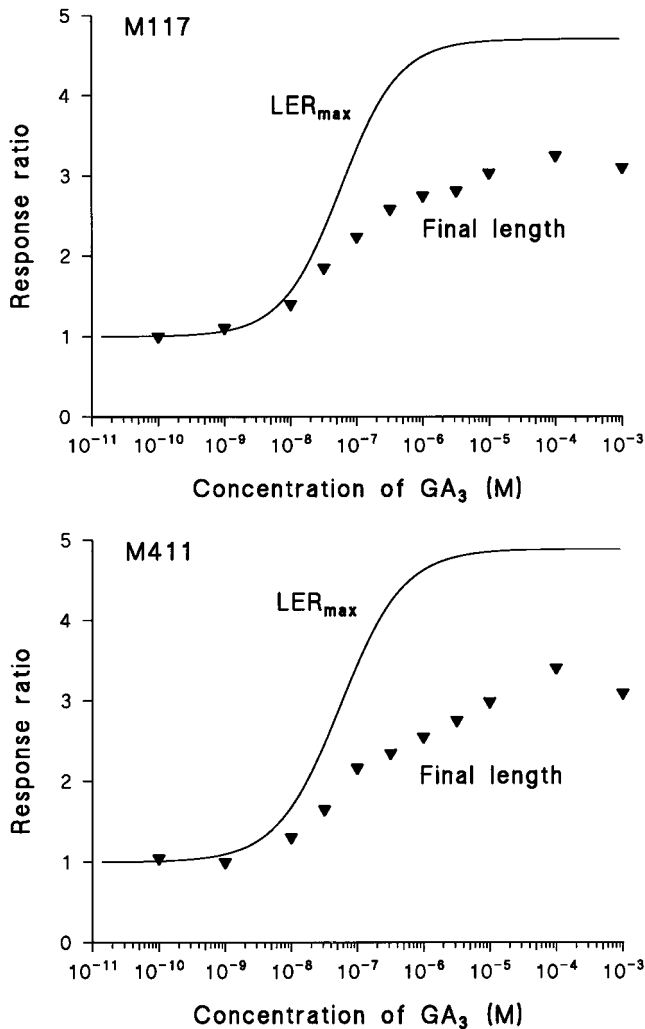 M117
5
4
3
2
1
0
Response ratio
LERmax
Final length
10⁻¹¹ 10⁻¹⁰ 10⁻⁹ 10⁻⁸ 10⁻⁷ 10⁻⁶ 10⁻⁵ 10⁻⁴ 10⁻³
Concentration of GA₃ (M)
M411
5
4
3
2
1
0
Response ratio
LERmax
Final length
10⁻¹¹ 10⁻¹⁰ 10⁻⁹ 10⁻⁸ 10⁻⁷ 10⁻⁶ 10⁻⁵ 10⁻⁴ 10⁻³
Concentration of GA₃ (M)